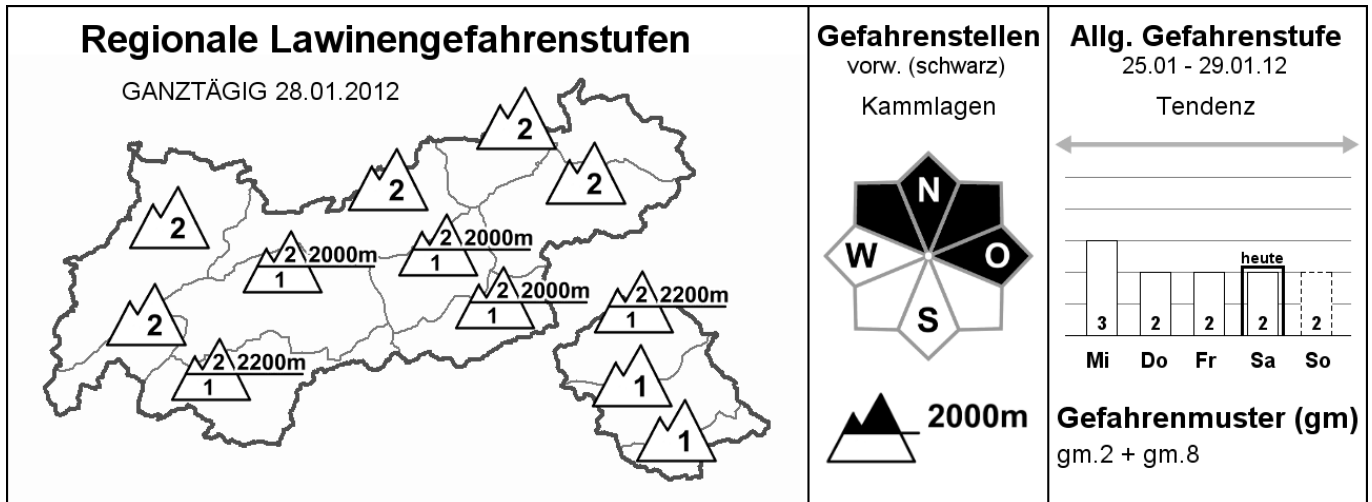 Regionale Lawinengefahrenstufen
GANZTÄGIG 28.01.2012
2
2
2
2
2
2 2000m
1
2 2000m
1
2 2000m
1
2 2200m
1
2
2 2200m
1
1
1
Gefahrenstellen
vorw. (schwarz)
Kammlagen
N
W O
S
2000m
Allg. Gefahrenstufe
25.01 - 29.01.12
Tendenz
heute
3 2 2 2 2
Mi Do Fr Sa So
Gefahrenmuster (gm)
gm.2 + gm.8